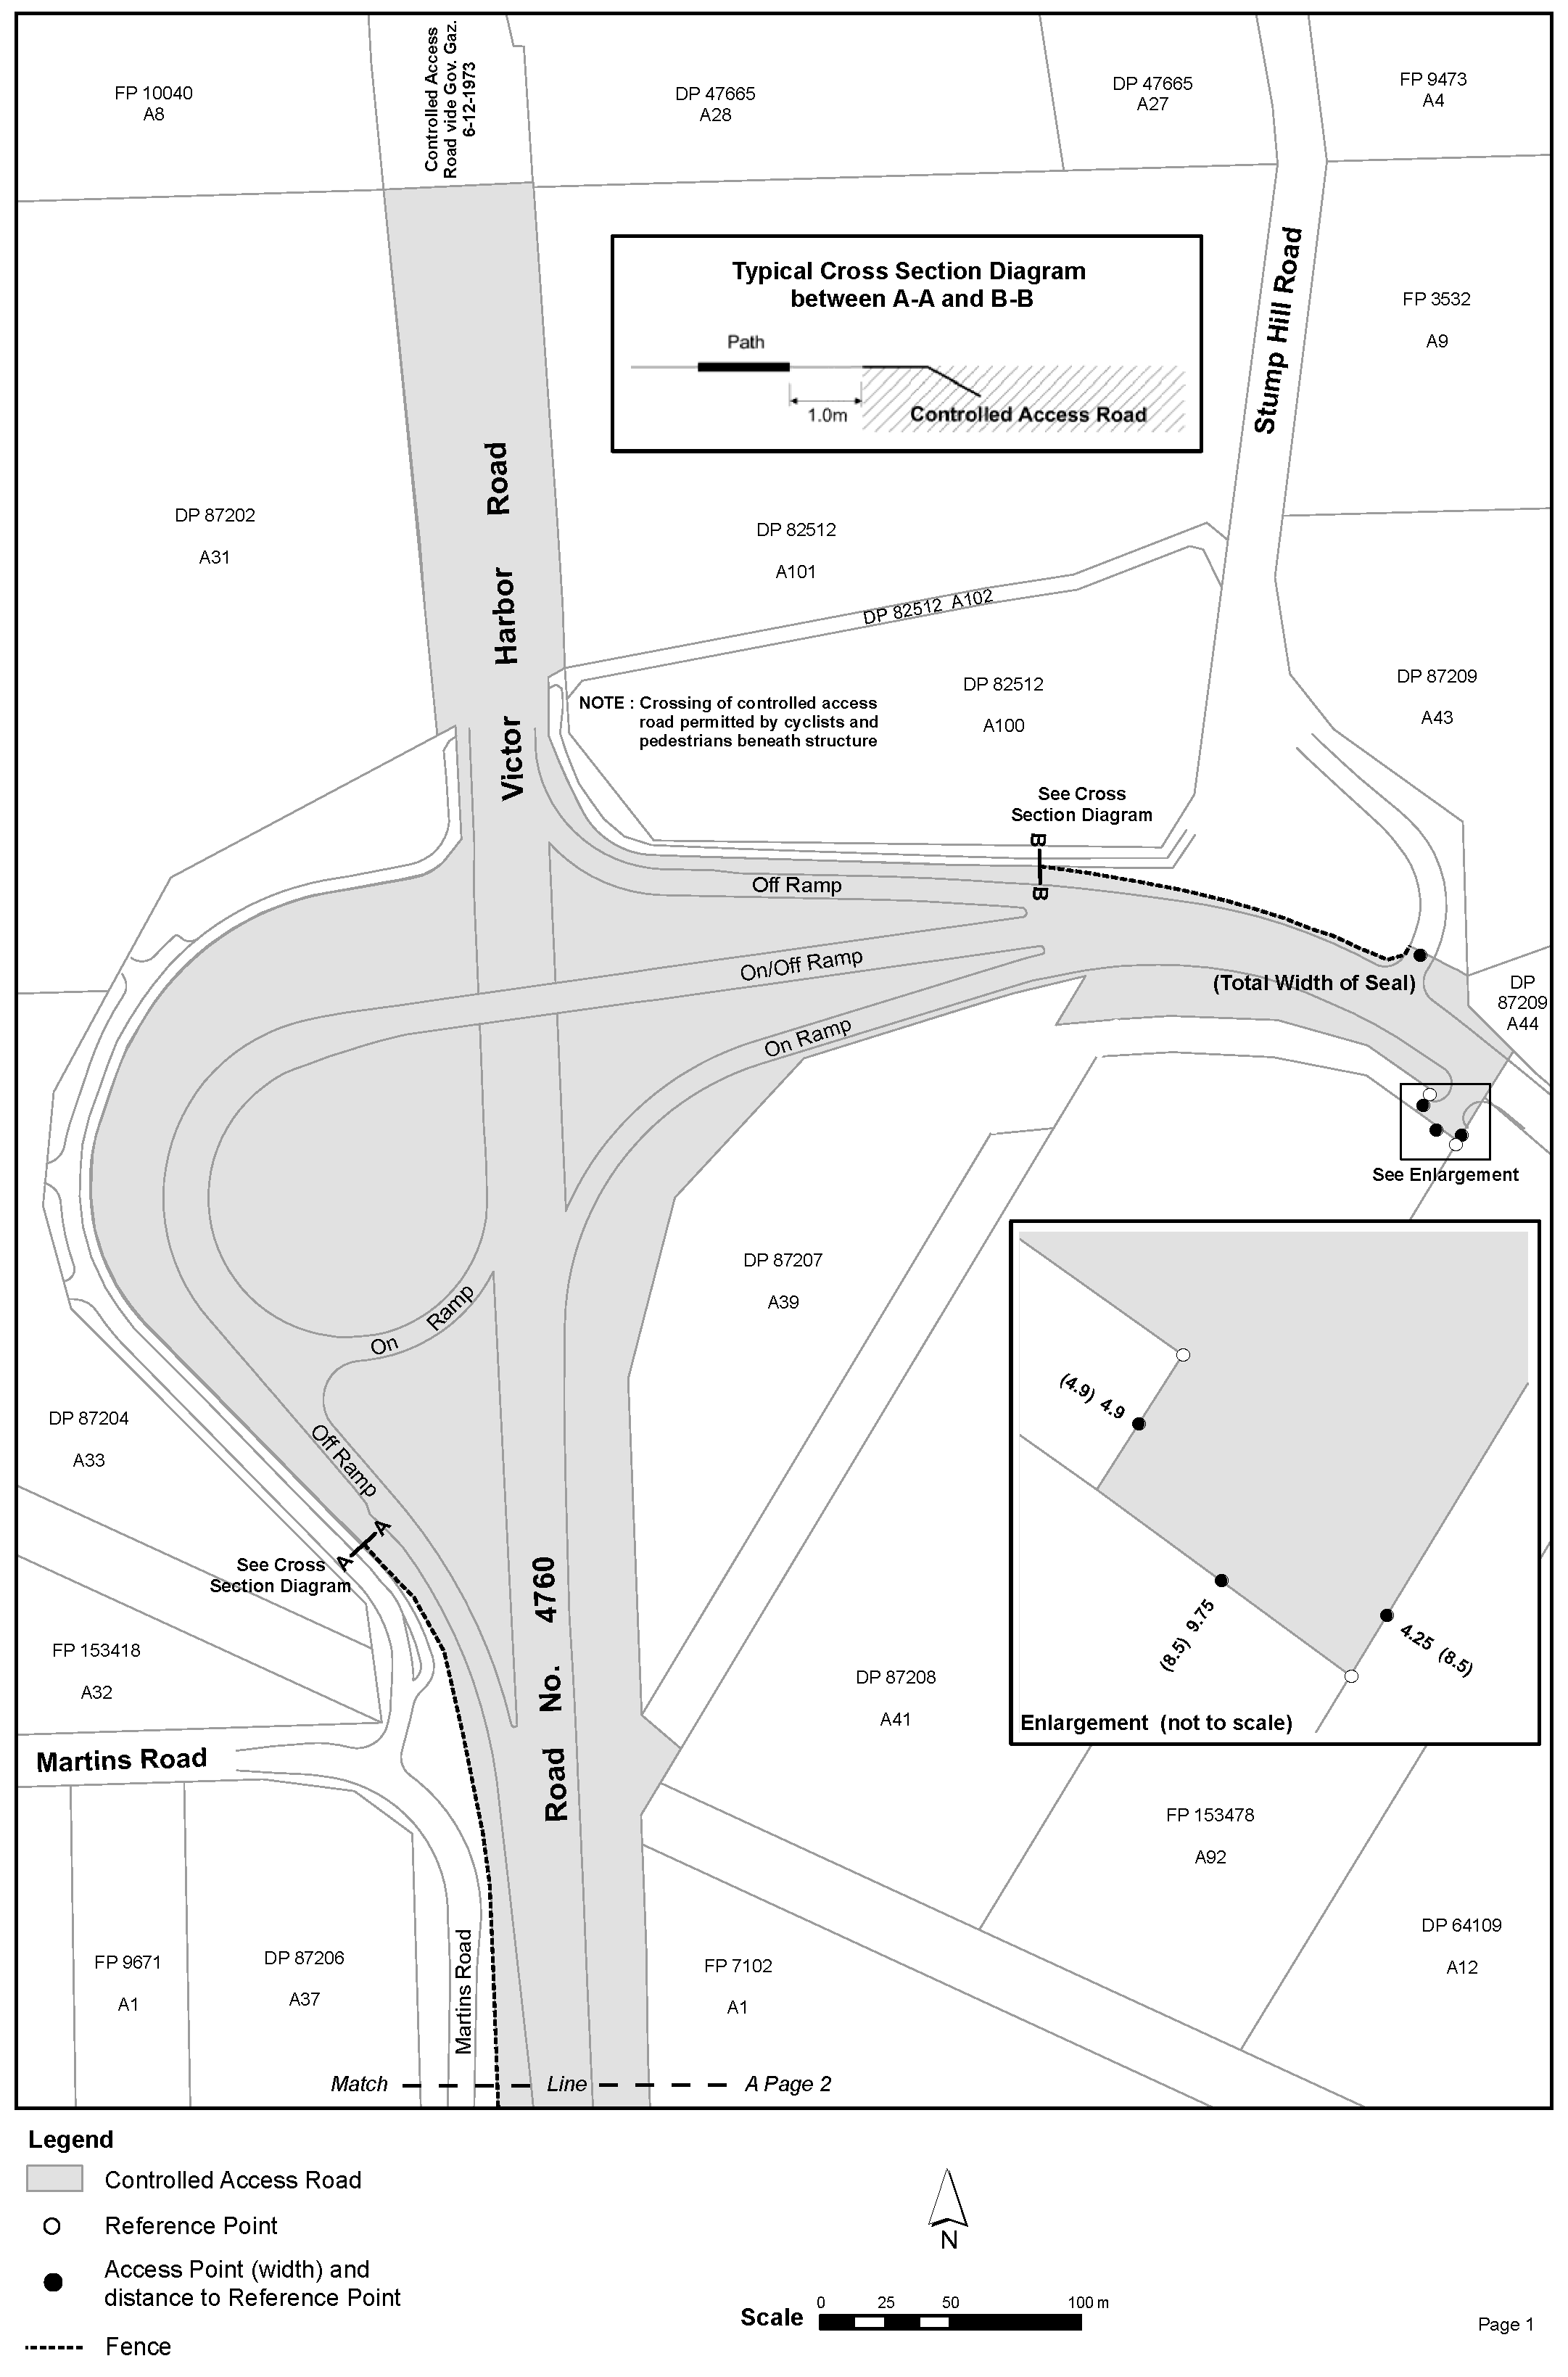 Controlled Access
Road vide Gov. Gaz.
6-12-1973
FP 10040
A8
DP 47665
A28
DP 47665
A27
FP 9473
A4
Typical Cross Section Diagram
between A-A and B-B
Path
1.0m
Controlled Access Road
Stump Hill Road
FP 3532
A9
DP 87202
A31
Victor Harbor Road
DP 82512
A101
DP 82512 A102
DP 82512
A100
NOTE : Crossing of controlled access
road permitted by cyclists and
pedestrians beneath structure
DP 87209
A43
See Cross
Section Diagram
B
B
Off Ramp
On/Off Ramp
On Ramp
(Total Width of Seal)
DP
87209
A44
See Enlargement
DP 87207
A39
On Ramp
Off Ramp
(4.9) 4.9
(8.5) 9.75
4.25 (8.5)
Enlargement (not to scale)
DP 87204
A33
A
A
See Cross
Section Diagram
FP 153418
A32
Road No. 4760
DP 87208
A41
Martins Road
FP 153478
A92
DP 64109
A12
FP 9671
A1
DP 87206
A37
Martins Road
FP 7102
A1
Match Line A Page 2
Legend
Controlled Access Road
Reference Point
Access Point (width) and
distance to Reference Point
Fence
N
Scale
0 25 50 100 m
Page 1